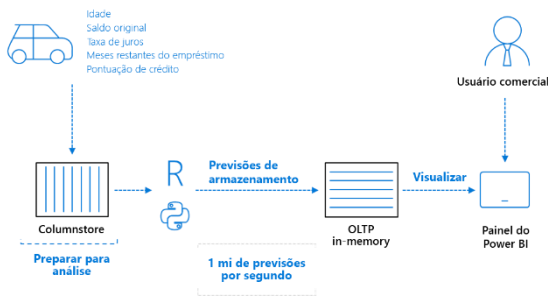 Idade
Saldo original
Taxa de juros
Meses restantes do empréstimo
Pontuação de crédito
Usuário comercial
R
Previsões de
armazenamento
Visualizar
Columnstore
OLTP
in-memory
Painel do
Power BI
Preparar para
análise
1 mi de previsões
por segundo